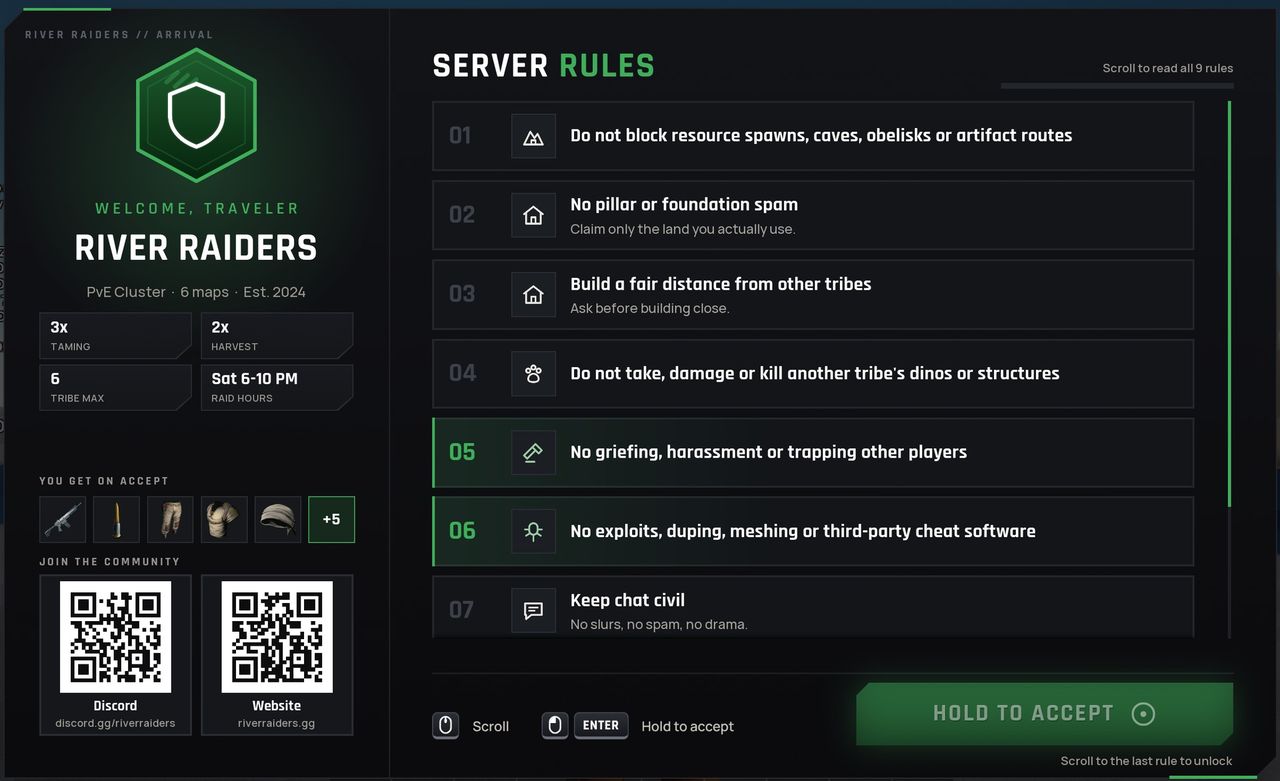 RIVER RAIDERS // ARRIVAL
WELCOME, TRAVELER
RIVER RAIDERS
PvE Cluster · 6 maps · Est. 2024
3x
TAMING
2x
HARVEST
6
TRIBE MAX
Sat 6-10 PM
RAID HOURS
YOU GET ON ACCEPT
+5
JOIN THE COMMUNITY
Discord
discord.gg/riverraiders
Website
riverraiders.gg
SERVER RULES
Scroll to read all 9 rules
01
Do not block resource spawns, caves, obelisks or artifact routes
02
No pillar or foundation spam
Claim only the land you actually use.
03
Build a fair distance from other tribes
Ask before building close.
04
Do not take, damage or kill another tribe's dinos or structures
05
No griefing, harassment or trapping other players
06
No exploits, duping, meshing or third-party cheat software
07
Keep chat civil
No slurs, no spam, no drama.
Scroll
ENTER
Hold to accept
HOLD TO ACCEPT
Scroll to the last rule to unlock